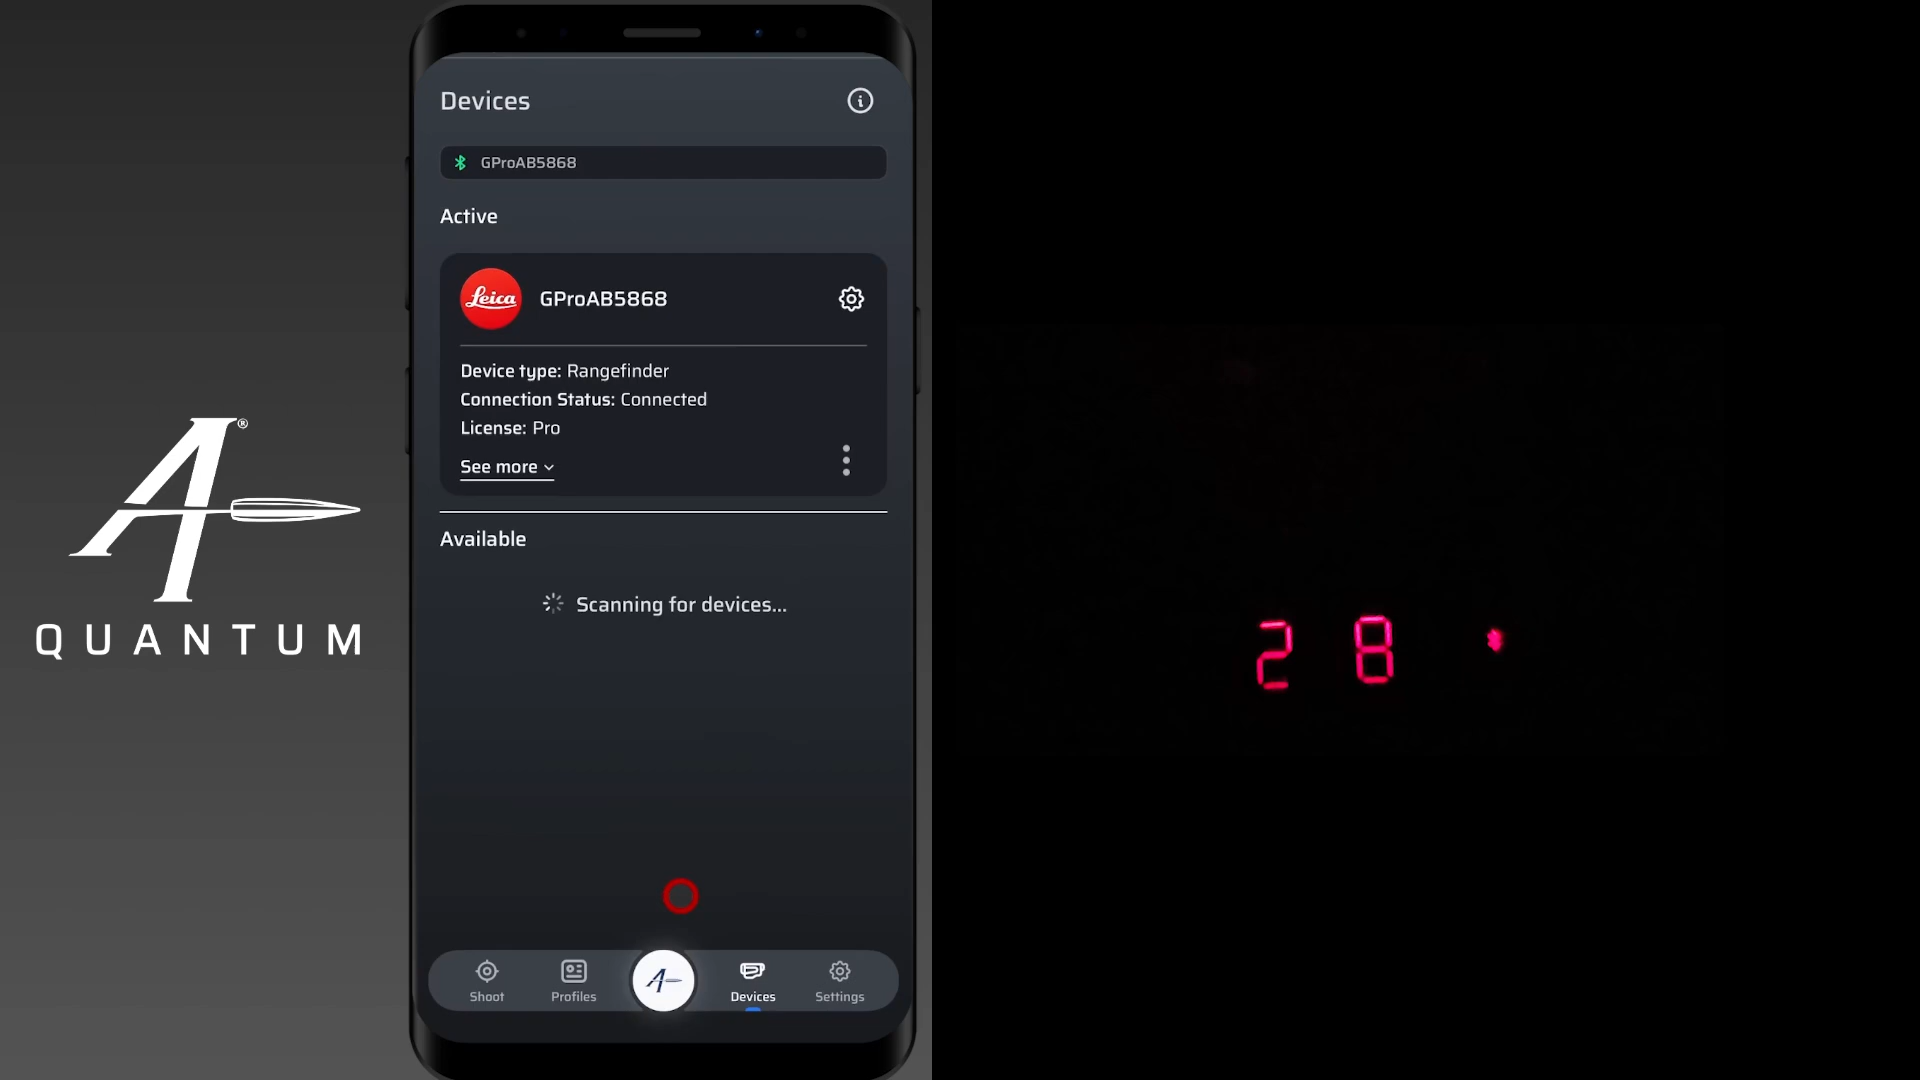 Devices
GProAB5868
Active
Leica
GProAB5868
Device type: Rangefinder
Connection Status: Connected
License: Pro
See more
Available
Scanning for devices...
A®
QUANTUM
28
Shoot
Profiles
A
Devices
Settings